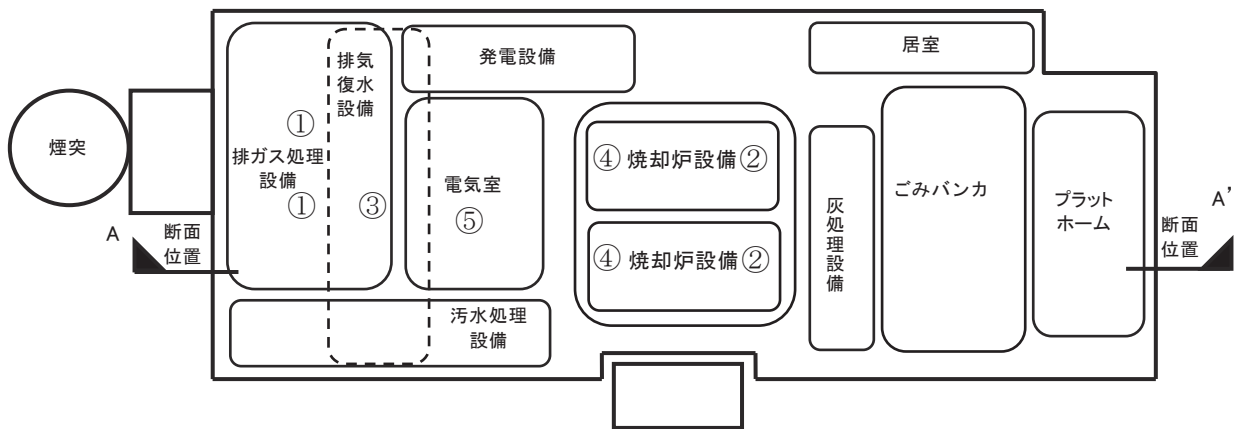 煙突
排気
復水
設備
①
排ガス処理
設備
①
③
発電設備
電気室
⑤
汚水処理
設備
④ 焼却炉設備 ②
④ 焼却炉設備 ②
灰処理設備
居室
ごみバンカ
プラット
ホーム
A
断面
位置
A’
断面
位置